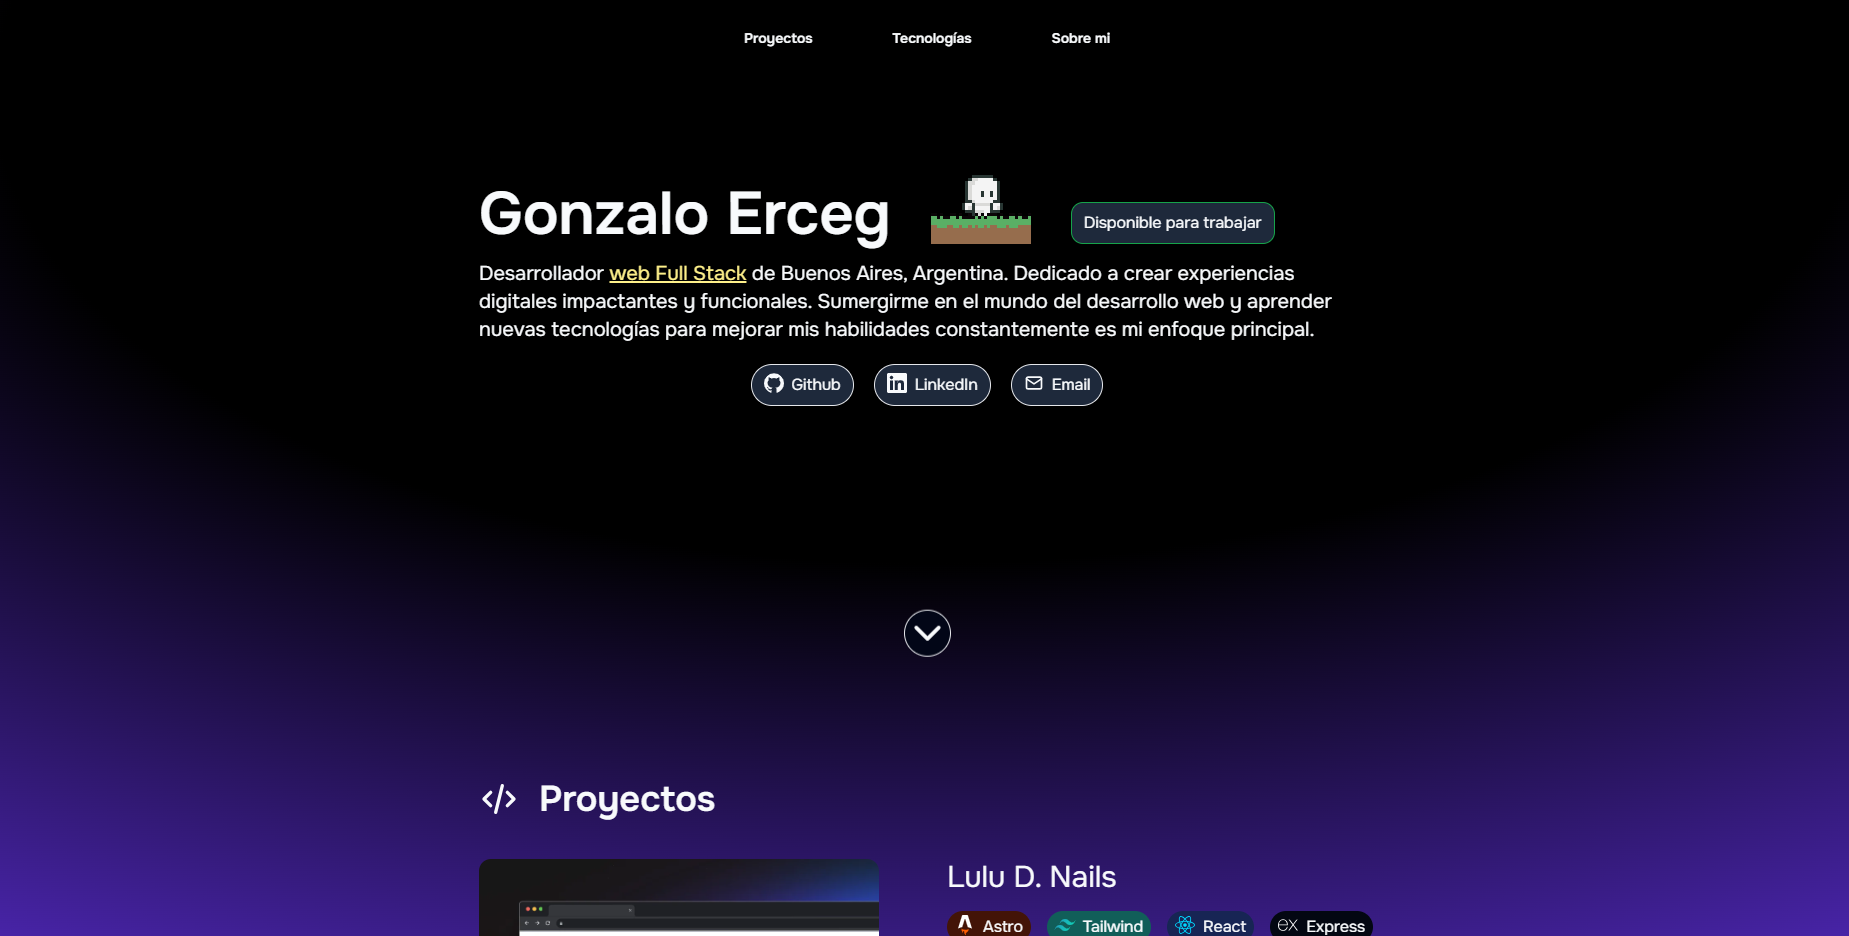 Proyectos Tecnologías Sobre mi
Gonzalo Erceg
Disponible para trabajar
Desarrollador web Full Stack de Buenos Aires, Argentina. Dedicado a crear experiencias
digitales impactantes y funcionales. Sumergirme en el mundo del desarrollo web y aprender
nuevas tecnologías para mejorar mis habilidades constantemente es mi enfoque principal.
Github LinkedIn Email
Proyectos
Lulu D. Nails
Astro Tailwind React Express